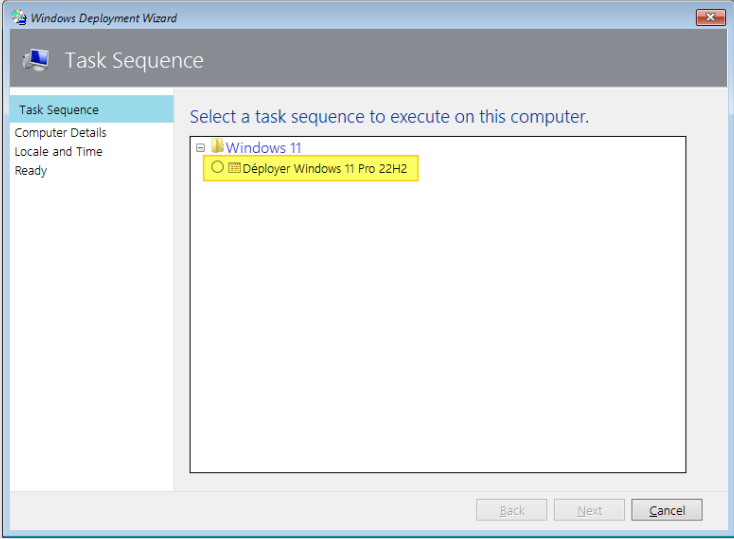 Windows Deployment Wizard
Task Sequence
Task Sequence
Computer Details
Locale and Time
Ready
Select a task sequence to execute on this computer.
Windows 11
Déployer Windows 11 Pro 22H2
Back Next Cancel